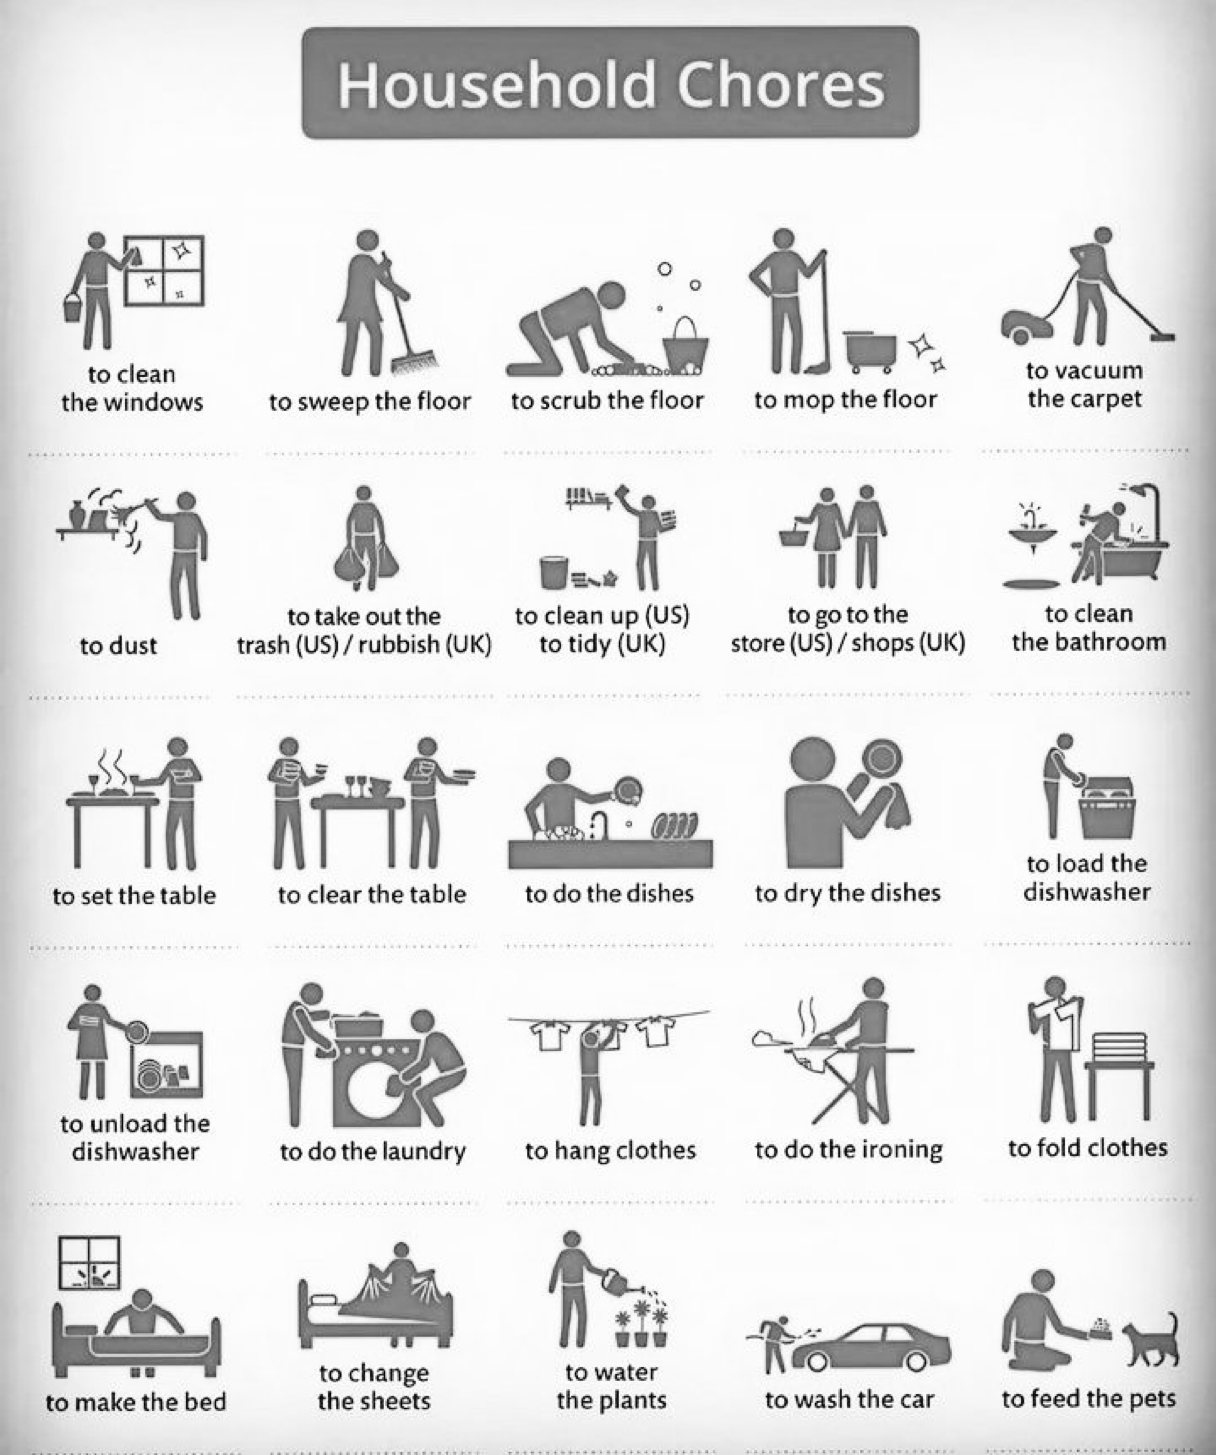 Household Chores
to clean
the windows
to sweep the floor
to scrub the floor
to mop the floor
to vacuum
the carpet
to dust
to take out the
trash (US) / rubbish (UK)
to clean up (US)
to tidy (UK)
to go to the
store (US) / shops (UK)
to clean
the bathroom
to set the table
to clear the table
to do the dishes
to dry the dishes
to load the
dishwasher
to unload the
dishwasher
to do the laundry
to hang clothes
to do the ironing
to fold clothes
to make the bed
to change
the sheets
to water
the plants
to wash the car
to feed the pets